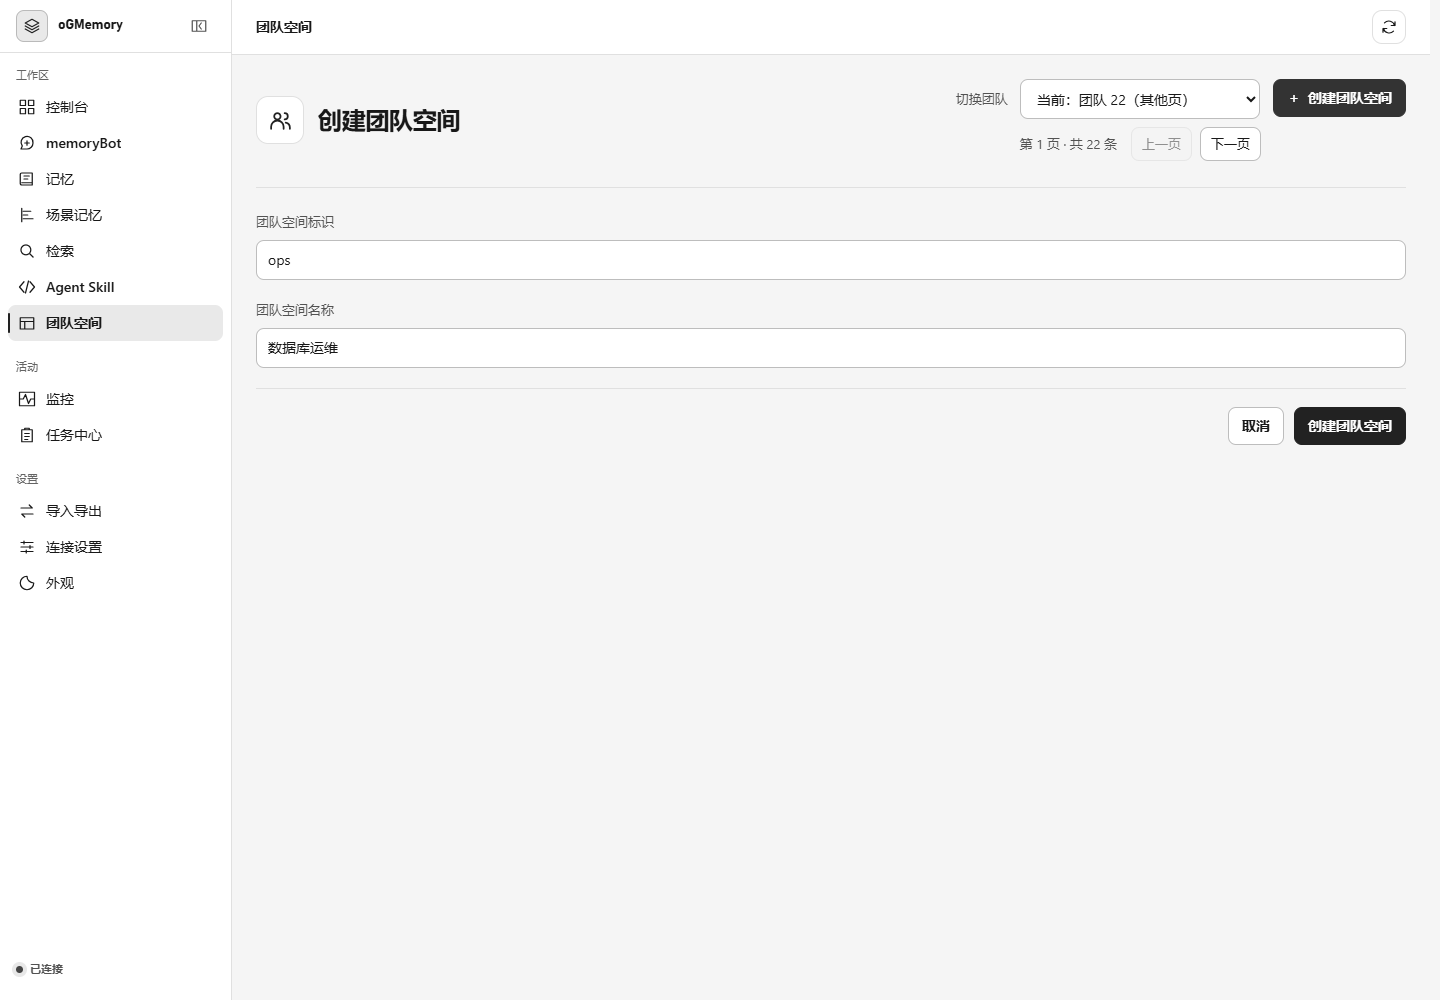 oGMemory
工作区
控制台
memoryBot
记忆
场景记忆
检索
Agent Skill
团队空间
活动
监控
任务中心
设置
导入导出
连接设置
外观
已连接
团队空间
创建团队空间
切换团队
当前：团队 22（其他页）
+ 创建团队空间
第 1 页 · 共 22 条
上一页
下一页
团队空间标识
ops
团队空间名称
数据库运维
取消
创建团队空间